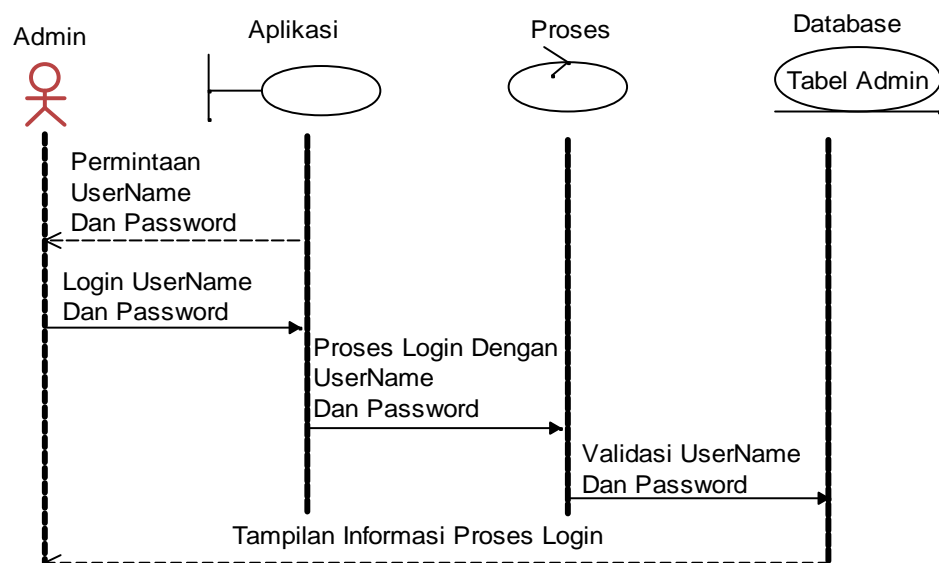 Admin
Aplikasi
Proses
Database
Tabel Admin
Permintaan
UserName
Dan Password
Login UserName
Dan Password
Proses Login Dengan
UserName
Dan Password
Validasi UserName
Dan Password
Tampilan Informasi Proses Login